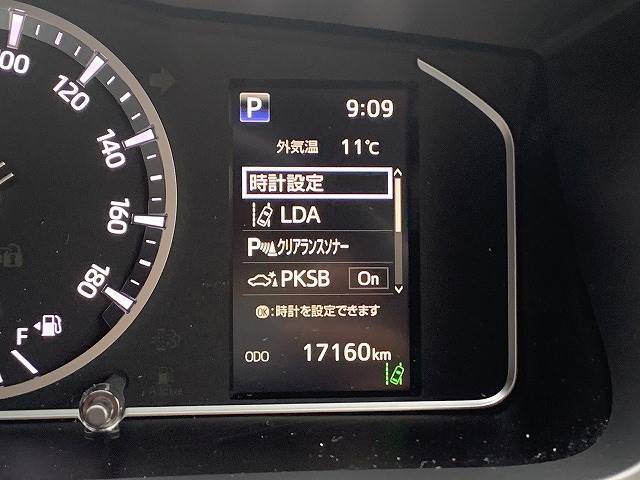 100
120
140
160
180
F
P 9:09
外気温 11℃
時計設定
LDA
P クリアランスソナー
PKSB On
OK:時計を設定できます
ODO 17160km